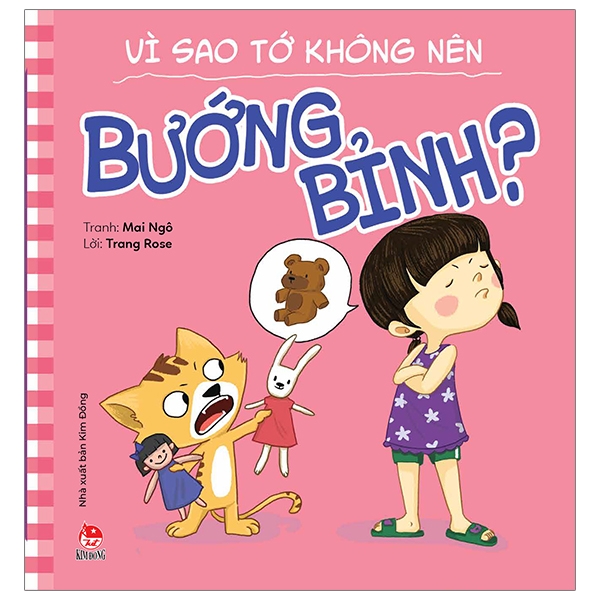 VÌ SAO TỚ KHÔNG NÊN
BƯỚNG
BỈNH?
Tranh: Mai Ngô
Lời: Trang Rose
Nhà xuất bản Kim Đồng
KIM ĐỒNG